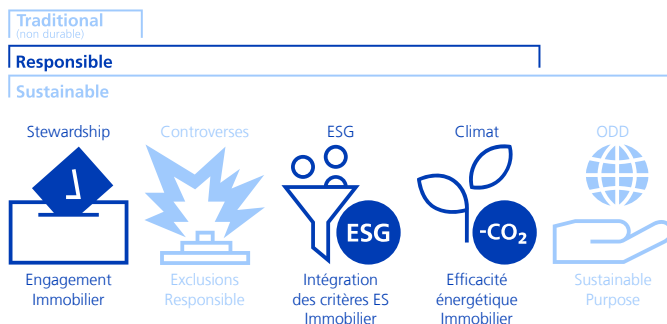 Traditional
(non durable)
Responsible
Sustainable
Stewardship
Controverses
ESG
Climat
ODD
ESG
-CO₂
Engagement
Immobilier
Exclusions
Responsible
Intégration
des critères ES
Immobilier
Efficacité
énergétique
Immobilier
Sustainable
Purpose